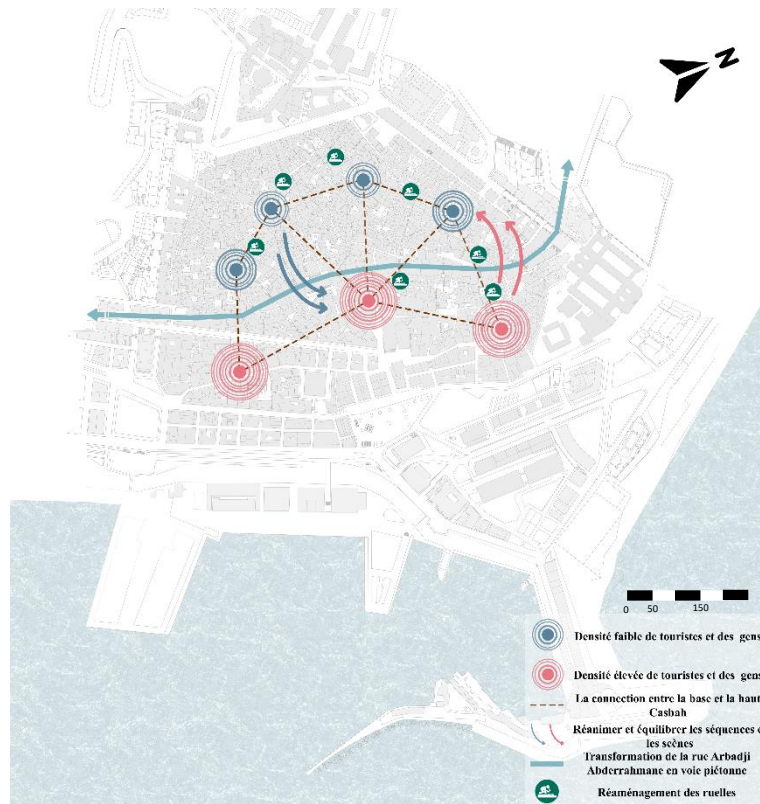 N
0 50 150
Densité faible de touristes et des gens
Densité élevée de touristes et des gens
La connection entre la base et la haut
Casbah
Réanimer et équilibrer les séquences e
les scènes
Transformation de la rue Arbadji
Abderrahmane en voie piétonne
Réaménagement des ruelles